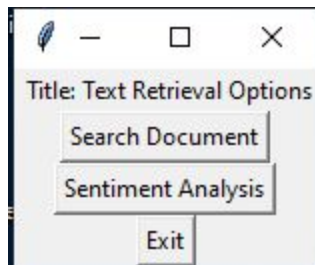 Title: Text Retrieval Options
Search Document
Sentiment Analysis
Exit